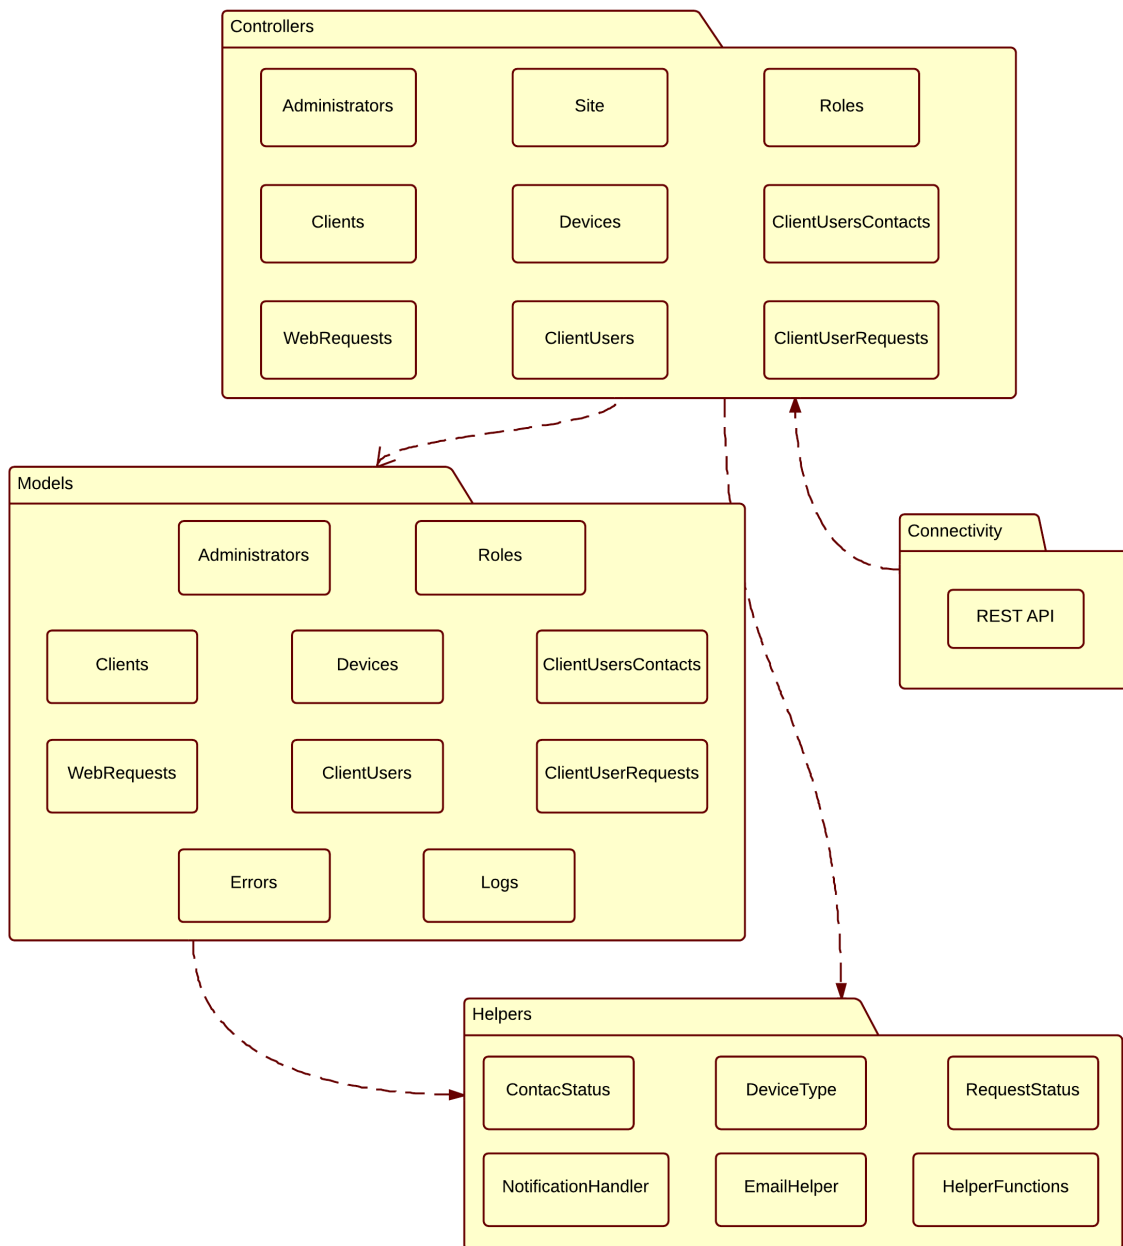 Controllers
Administrators
Site
Roles
Clients
Devices
ClientUsersContacts
WebRequests
ClientUsers
ClientUserRequests
Models
Administrators
Roles
Clients
Devices
ClientUsersContacts
WebRequests
ClientUsers
ClientUserRequests
Errors
Logs
Connectivity
REST API
Helpers
ContacStatus
DeviceType
RequestStatus
NotificationHandler
EmailHelper
HelperFunctions